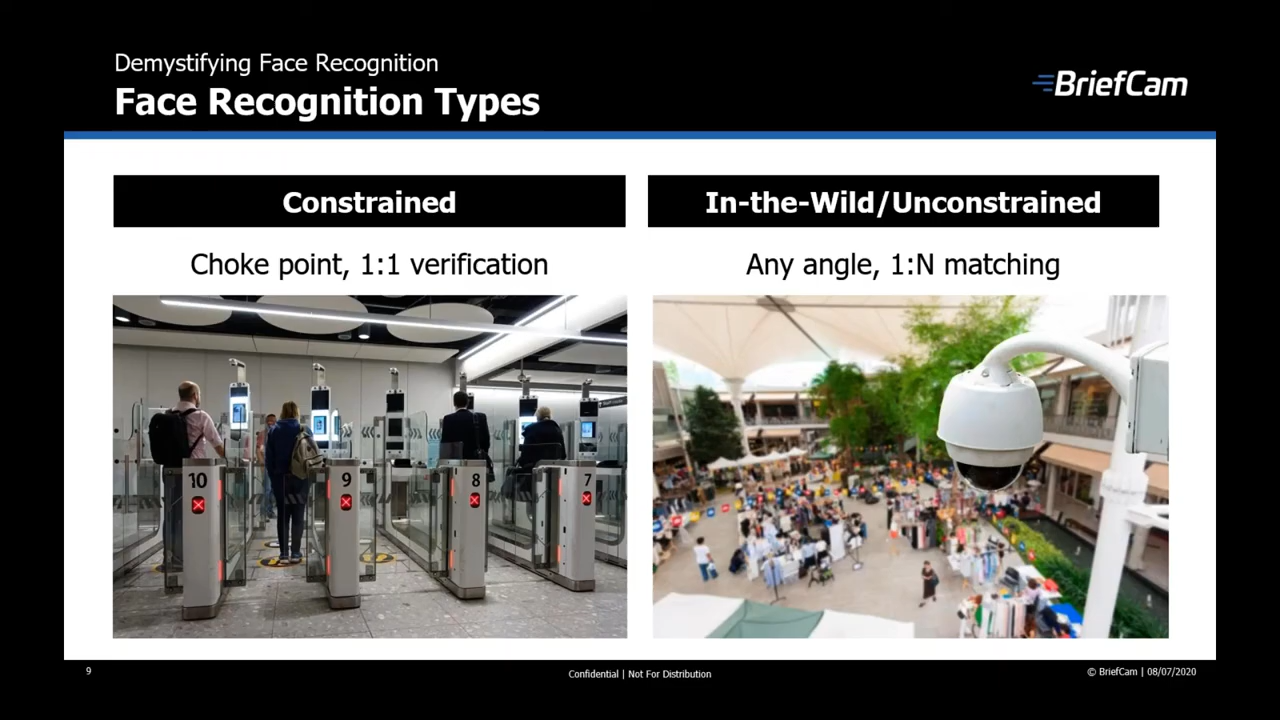 Demystifying Face Recognition
Face Recognition Types
BriefCam
Constrained
In-the-Wild/Unconstrained
Choke point, 1:1 verification
Any angle, 1:N matching
10
9
8
7
9
Confidential | Not For Distribution
© BriefCam | 08/07/2020